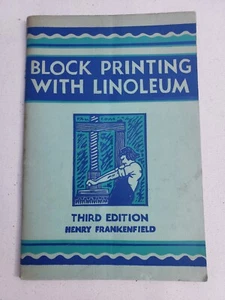 BLOCK PRINTING
WITH LINOLEUM
THIRD EDITION
HENRY FRANKENFIELD